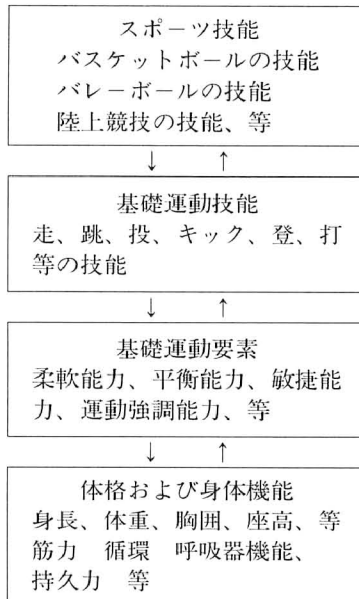 スポーツ技能
バスケットボールの技能
バレーボールの技能
陸上競技の技能、等
↓ ↑
基礎運動技能
走、跳、投、キック、登、打
等の技能
↓ ↑
基礎運動要素
柔軟能力、平衡能力、敏捷能
力、運動強調能力、等
↓ ↑
体格および身体機能
身長、体重、胸囲、座高、等
筋力 循環 呼吸器機能、
持久力 等